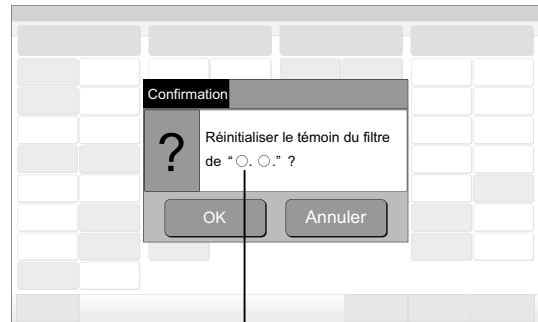 Confirmation
?
Réinitialiser le témoin du filtre
de “○. ○.” ?
OK
Annuler